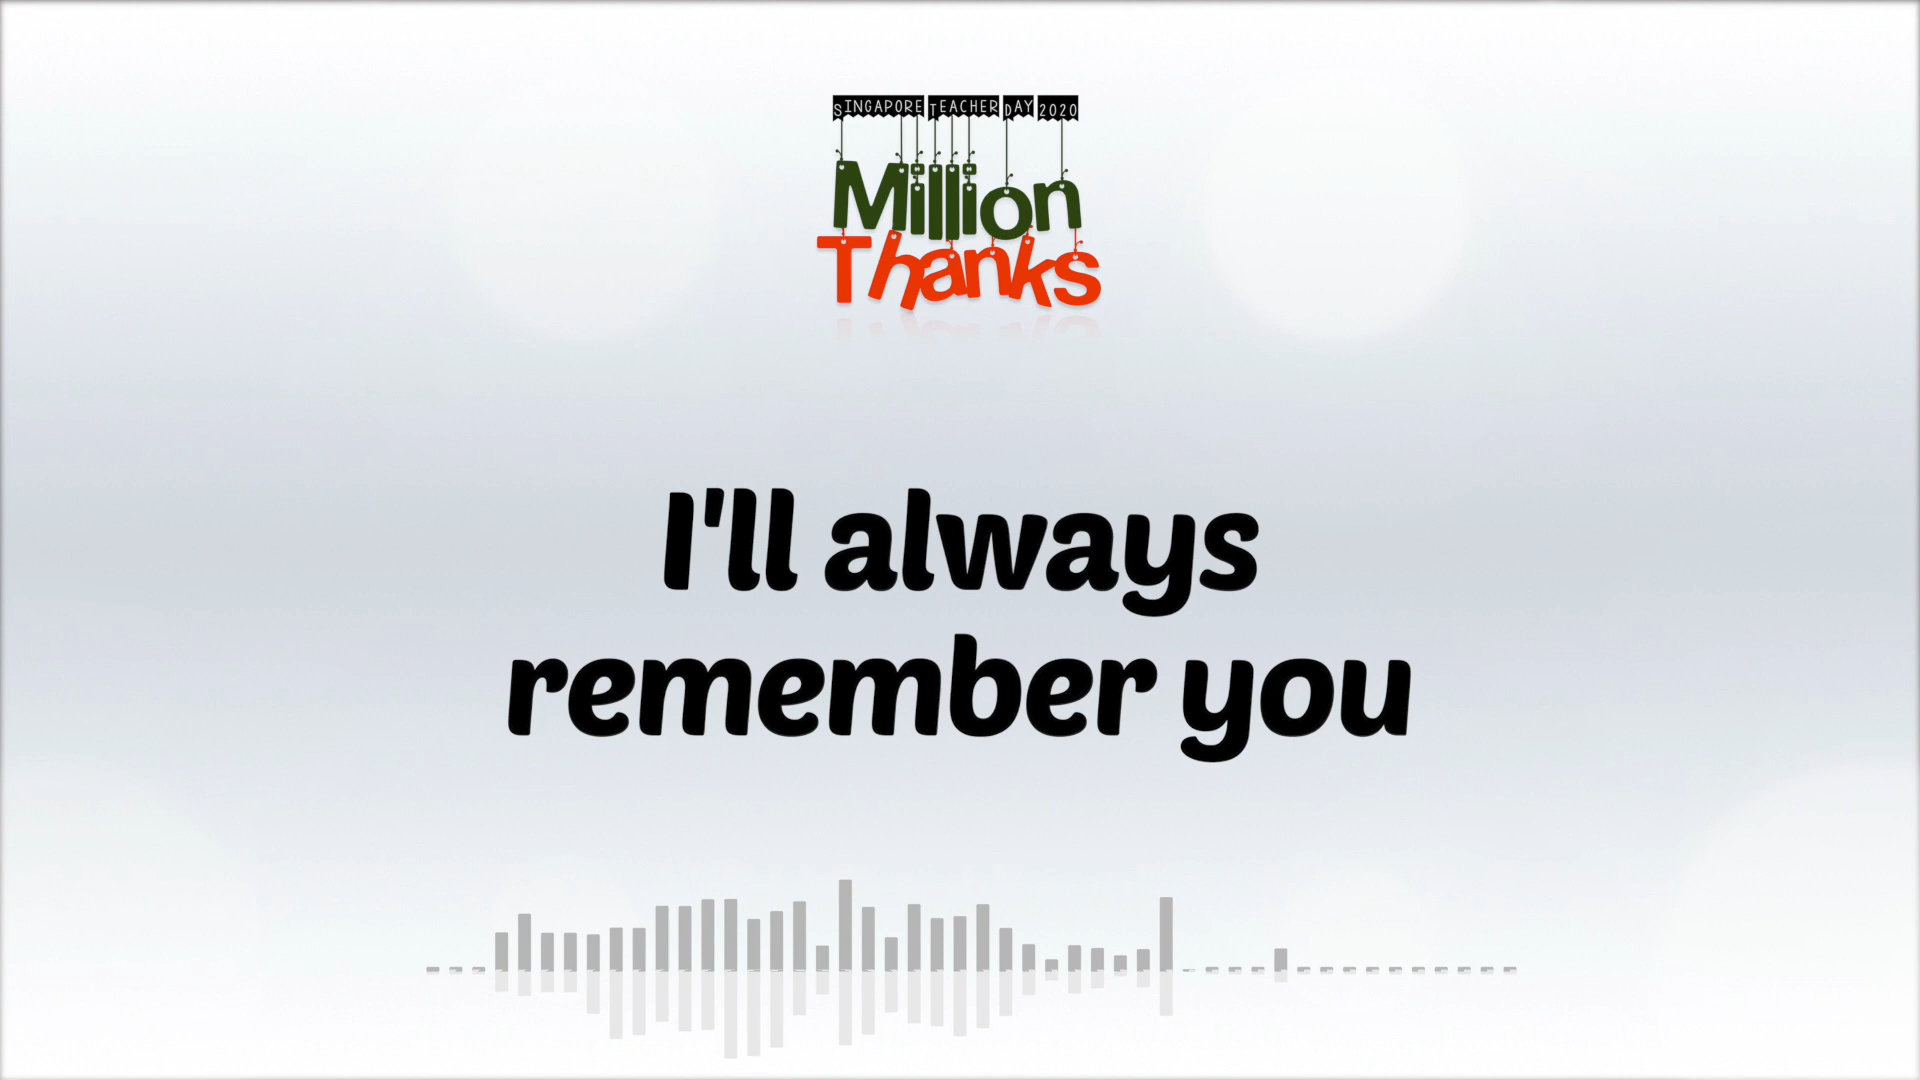 SINGAPORE TEACHER DAY 2020
Million
Thanks
I'll always
remember you